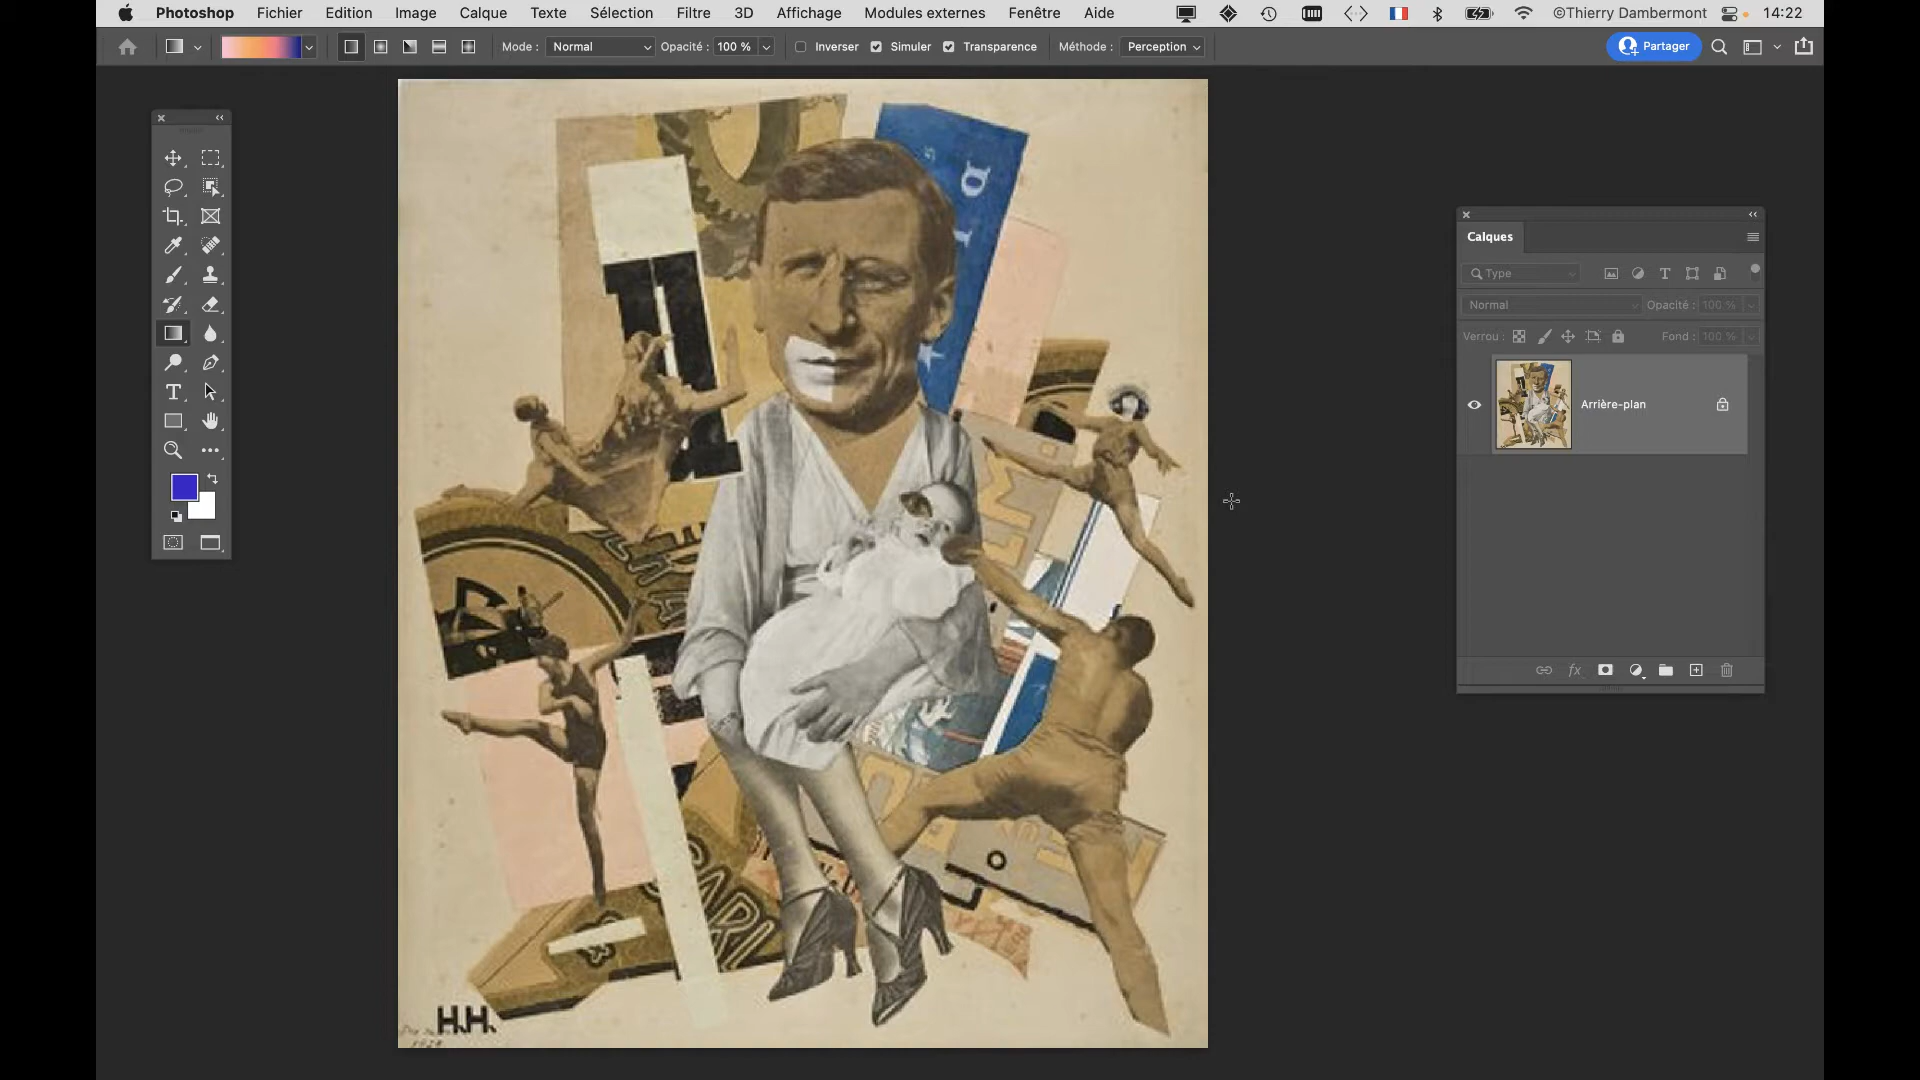 Photoshop Fichier Edition Image Calque Texte Sélection Filtre 3D Affichage Modules externes Fenêtre Aide ©Thierry Dambermont 14:22
Mode : Normal Opacité : 100 % Inverser Simuler Transparence Méthode : Perception Partager
Calques
Type
Normal Opacité : 100 %
Verrou : Fond : 100 %
Arrière-plan
fx
T
H.H.